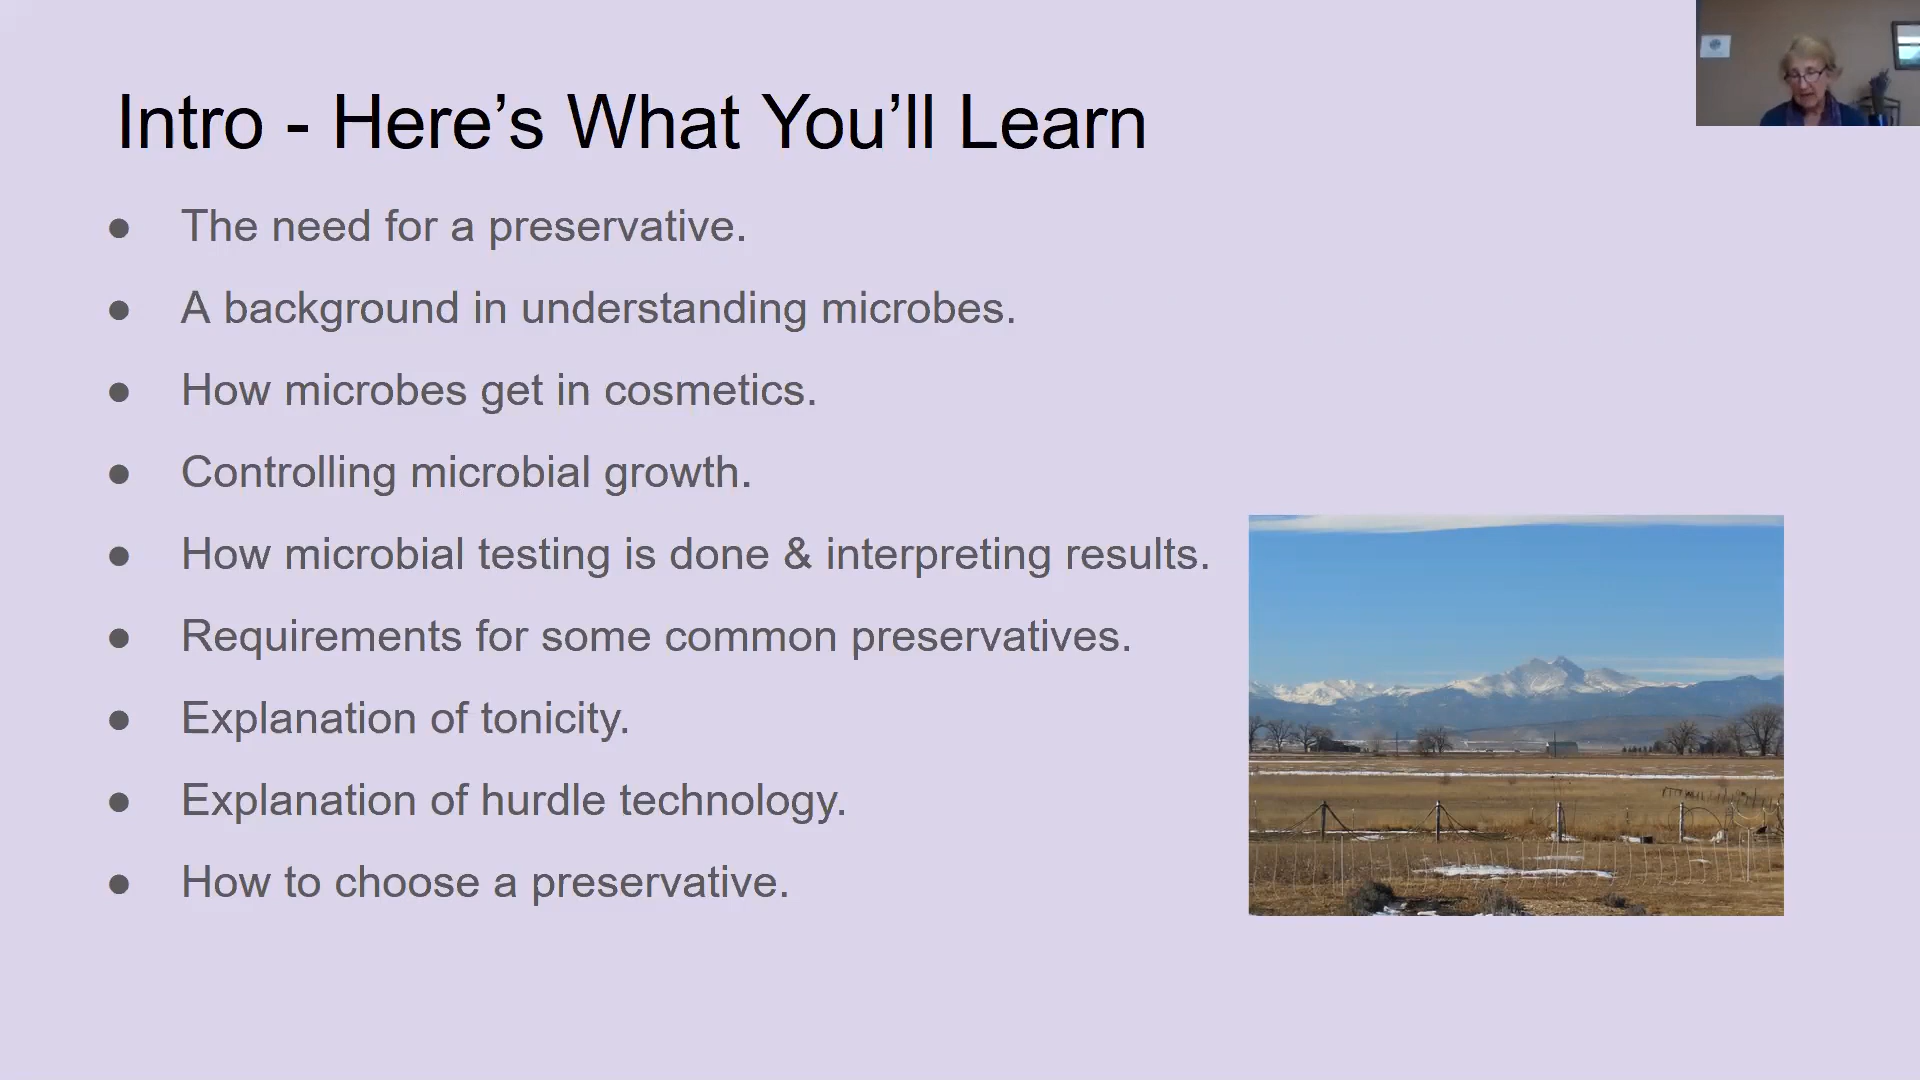 Intro - Here’s What You’ll Learn
● The need for a preservative.
● A background in understanding microbes.
● How microbes get in cosmetics.
● Controlling microbial growth.
● How microbial testing is done & interpreting results.
● Requirements for some common preservatives.
● Explanation of tonicity.
● Explanation of hurdle technology.
● How to choose a preservative.